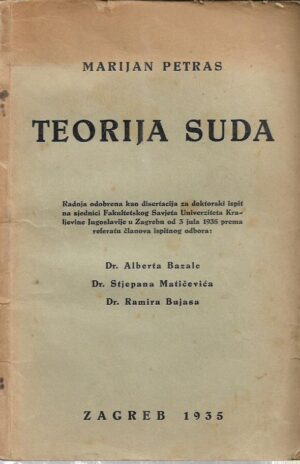 MARIJAN PETRAS
TEORIJA SUDA
Radnja odobrena kao disertacija za doktorski ispit
na sjednici Fakultetskog Savjeta Univerziteta Kra-
ljevine Jugoslavije u Zagrebu od 3 jula 1935 prema
referatu članova ispitnog odbora:
Dr. Alberta Bazale
Dr. Stjepana Matičevića
Dr. Ramira Bujasa
ZAGREB 1935